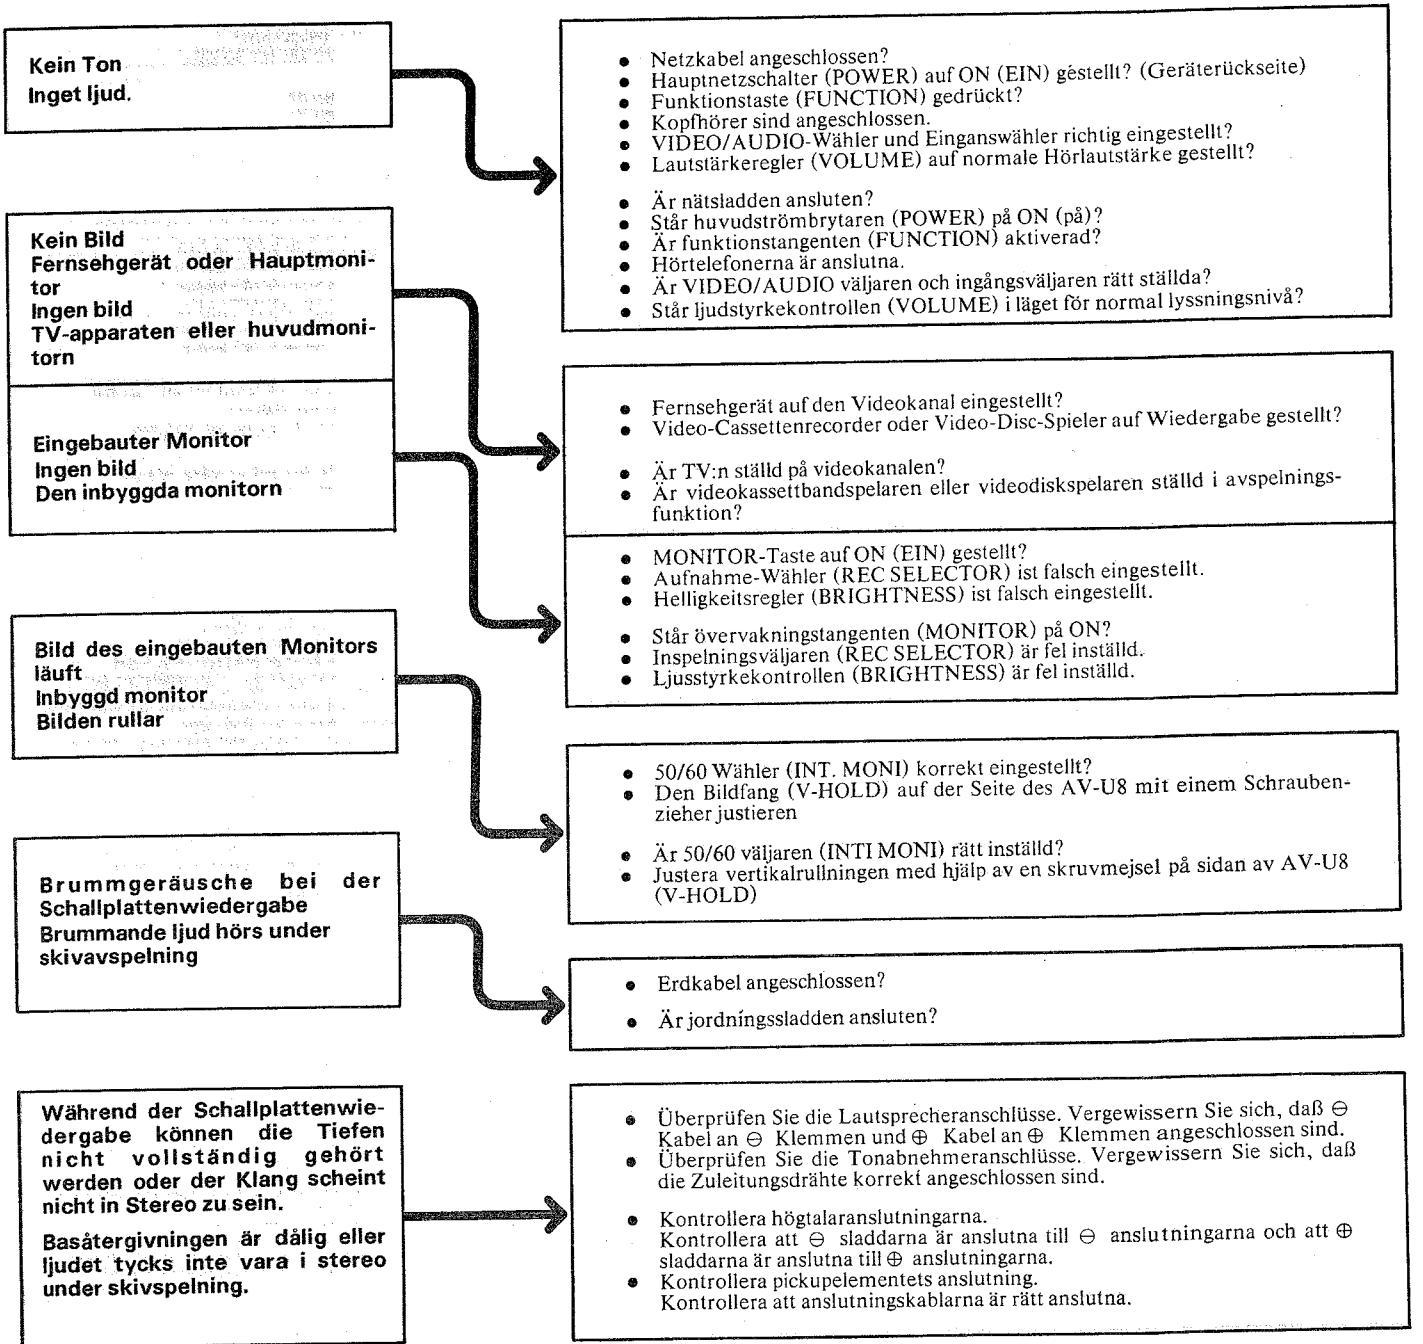 Kein Ton
Inget ljud.
• Netzkabel angeschlossen?
• Hauptnetzschalter (POWER) auf ON (EIN) gestellt? (Geräterückseite)
• Funktionstaste (FUNCTION) gedrückt?
• Kopfhörer sind angeschlossen.
• VIDEO/AUDIO-Wähler und Einganswähler richtig eingestellt?
• Lautstärkeregler (VOLUME) auf normale Hörlautstärke gestellt?
• Är nätsladden ansluten?
• Står huvudströmbrytaren (POWER) på ON (på)?
• Är funktionstangenten (FUNCTION) aktiverad?
• Hörtelefonerna är anslutna.
• Är VIDEO/AUDIO väljaren och ingångsväljaren rätt ställda?
• Står ljudstyrkekontrollen (VOLUME) i läget för normal lyssningsnivå?
Kein Bild
Fernsehgerät oder Hauptmoni-
tor
Ingen bild
TV-apparaten eller huvudmoni-
torn
• Fernsehgerät auf den Videokanal eingestellt?
• Video-Cassettenrecorder oder Video-Disc-Spieler auf Wiedergabe gestellt?
• Är TV:n ställd på videokanalen?
• Är videokassettbandspelaren eller videodiskspelaren ställd i avspelnings-
funktion?
Eingebauter Monitor
Ingen bild
Den inbyggda monitorn
• MONITOR-Taste auf ON (EIN) gestellt?
• Aufnahme-Wähler (REC SELECTOR) ist falsch eingestellt.
• Helligkeitsregler (BRIGHTNESS) ist falsch eingestellt.
• Står övervakningstangenten (MONITOR) på ON?
• Inspelningsväljaren (REC SELECTOR) är fel inställd.
• Ljusstyrkekontrollen (BRIGHTNESS) är fel inställd.
Bild des eingebauten Monitors
läuft
Inbyggd monitor
Bilden rullar
• 50/60 Wähler (INT. MONI) korrekt eingestellt?
• Den Bildfang (V-HOLD) auf der Seite des AV-U8 mit einem Schrauben-
zieher justieren
• Är 50/60 väljaren (INTI MONI) rätt inställd?
• Justera vertikalrullningen med hjälp av en skruvmejsel på sidan av AV-U8
(V-HOLD)
Brummgeräusche bei der
Schallplattenwiedergabe
Brummande ljud hörs under
skivavspelning
• Erdkabel angeschlossen?
• Är jordningssladden ansluten?
Während der Schallplattenwie-
dergabe können die Tiefen
nicht vollständig gehört
werden oder der Klang scheint
nicht in Stereo zu sein.
Basåtergivningen är dålig eller
ljudet tycks inte vara i stereo
under skivspelning.
• Überprüfen Sie die Lautsprecheranschlüsse. Vergewissern Sie sich, daß ⊖
Kabel an ⊖ Klemmen und ⊕ Kabel an ⊕ Klemmen angeschlossen sind.
• Überprüfen Sie die Tonabnehmeranschlüsse. Vergewissern Sie sich, daß
die Zuleitungsdrähte korrekt angeschlossen sind.
• Kontrollera högtalaranslutningarna.
Kontrollera att ⊖ sladdarna är anslutna till ⊖ anslutningarna och att ⊕
sladdarna är anslutna till ⊕ anslutningarna.
• Kontrollera pickupelementets anslutning.
Kontrollera att anslutningskablarna är rätt anslutna.